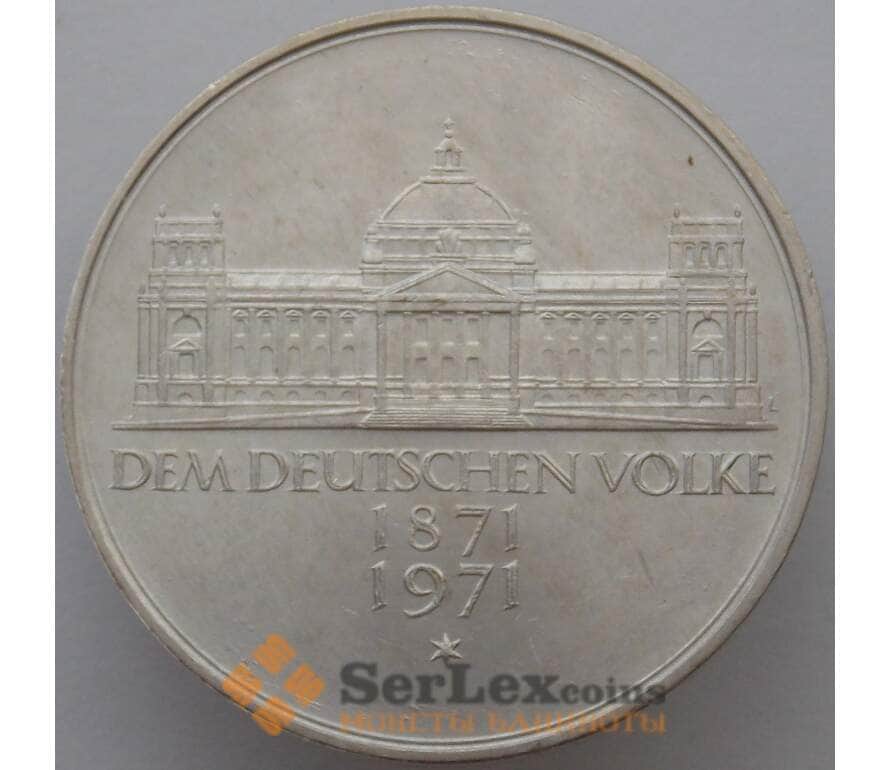 DEM DEUTSCHEN VOLKE
1871
1971
SerLexcoins
МОНЕТЫ БАНКНОТЫ